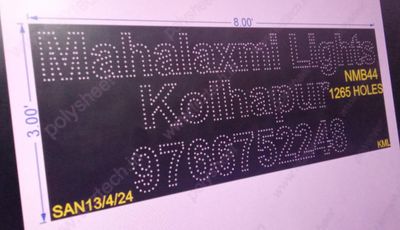 8.00'
3.00'
Mahalaxmi Lights
NMB44
Kolhapur
1265 HOLES
9766752248
KML
SAN13/4/24